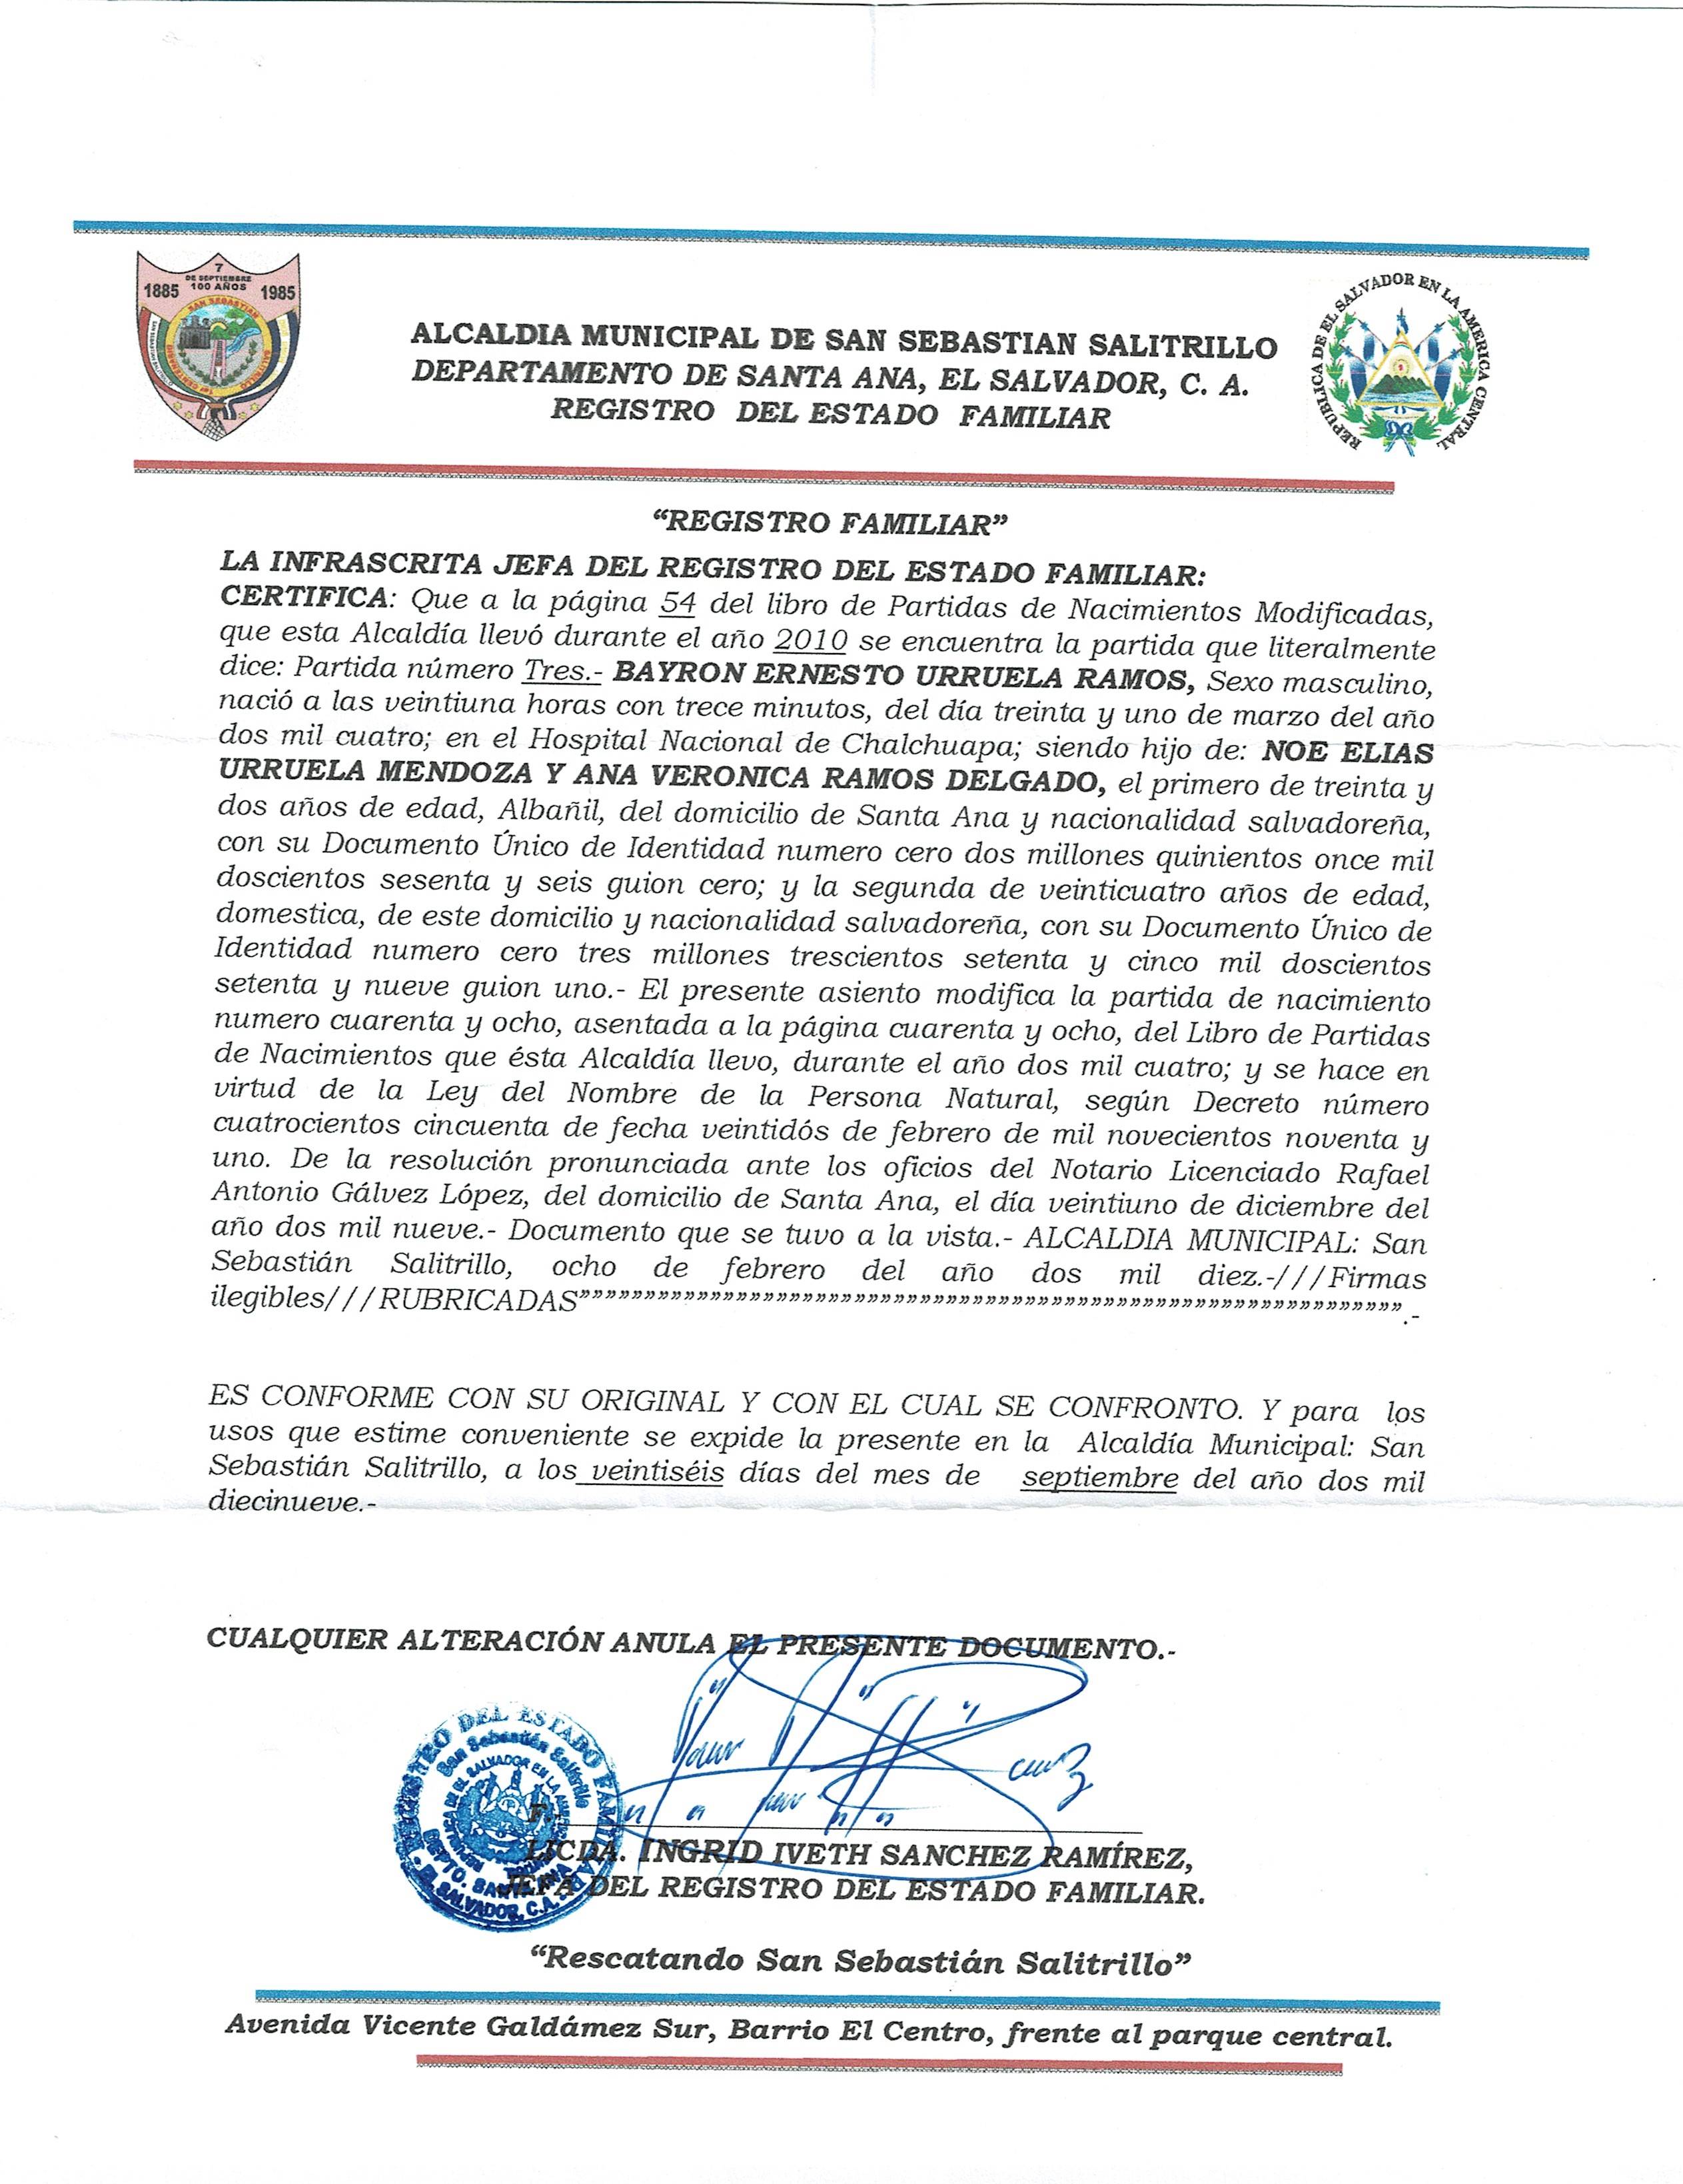 7
DE SEPTIEMBRE
1885 100 AÑOS 1985
SAN SEBASTIAN
REPUBLICA DE EL SALVADOR EN LA AMERICA CENTRAL
ALCALDIA MUNICIPAL DE SAN SEBASTIAN SALITRILLO
DEPARTAMENTO DE SANTA ANA, EL SALVADOR, C. A.
REGISTRO DEL ESTADO FAMILIAR
“REGISTRO FAMILIAR”
LA INFRASCRITA JEFA DEL REGISTRO DEL ESTADO FAMILIAR:
CERTIFICA: Que a la página 54 del libro de Partidas de Nacimientos Modificadas,
que esta Alcaldía llevó durante el año 2010 se encuentra la partida que literalmente
dice: Partida número Tres.- BAYRON ERNESTO URRUELA RAMOS, Sexo masculino,
nació a las veintiuna horas con trece minutos, del día treinta y uno de marzo del año
dos mil cuatro; en el Hospital Nacional de Chalchuapa; siendo hijo de: NOE ELIAS
URRUELA MENDOZA Y ANA VERONICA RAMOS DELGADO, el primero de treinta y
dos años de edad, Albañil, del domicilio de Santa Ana y nacionalidad salvadoreña,
con su Documento Único de Identidad numero cero dos millones quinientos once mil
doscientos sesenta y seis guion cero; y la segunda de veinticuatro años de edad,
domestica, de este domicilio y nacionalidad salvadoreña, con su Documento Único de
Identidad numero cero tres millones trescientos setenta y cinco mil doscientos
setenta y nueve guion uno.- El presente asiento modifica la partida de nacimiento
numero cuarenta y ocho, asentada a la página cuarenta y ocho, del Libro de Partidas
de Nacimientos que ésta Alcaldía llevo, durante el año dos mil cuatro; y se hace en
virtud de la Ley del Nombre de la Persona Natural, según Decreto número
cuatrocientos cincuenta de fecha veintidós de febrero de mil novecientos noventa y
uno. De la resolución pronunciada ante los oficios del Notario Licenciado Rafael
Antonio Gálvez López, del domicilio de Santa Ana, el día veintiuno de diciembre del
año dos mil nueve.- Documento que se tuvo a la vista.- ALCALDIA MUNICIPAL: San
Sebastián Salitrillo, ocho de febrero del año dos mil diez.-///Firmas
ilegibles///RUBRICADAS””””””””””””””””””””””””””””””””””””””””””””””””””””””””””””””””.-
ES CONFORME CON SU ORIGINAL Y CON EL CUAL SE CONFRONTO. Y para los
usos que estime conveniente se expide la presente en la Alcaldía Municipal: San
Sebastián Salitrillo, a los veintiséis días del mes de septiembre del año dos mil
diecinueve.-
CUALQUIER ALTERACIÓN ANULA EL PRESENTE DOCUMENTO.-
REGISTRO DEL ESTADO FAMILIAR
San Sebastián Salitrillo
DEPTO. SANTA ANA
EL SALVADOR, C.A.
F.
LICDA. INGRID IVETH SANCHEZ RAMÍREZ,
JEFA DEL REGISTRO DEL ESTADO FAMILIAR.
“Rescatando San Sebastián Salitrillo”
Avenida Vicente Galdámez Sur, Barrio El Centro, frente al parque central.